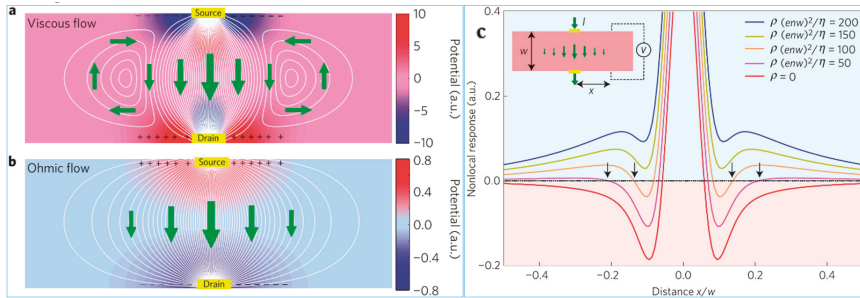 a
Viscous flow
Source
Drain
10
5
0
−5
−10
Potential (a.u.)
b
Ohmic flow
Source
Drain
0.8
0.4
0.0
−0.4
−0.8
Potential (a.u.)
c
I
w
V
x
ρ (enw)²/η = 200
ρ (enw)²/η = 150
ρ (enw)²/η = 100
ρ (enw)²/η = 50
ρ = 0
Nonlocal response (a.u.)
0.4
0.2
0.0
−0.2
−0.4
−0.2
0.0
0.2
0.4
Distance x/w